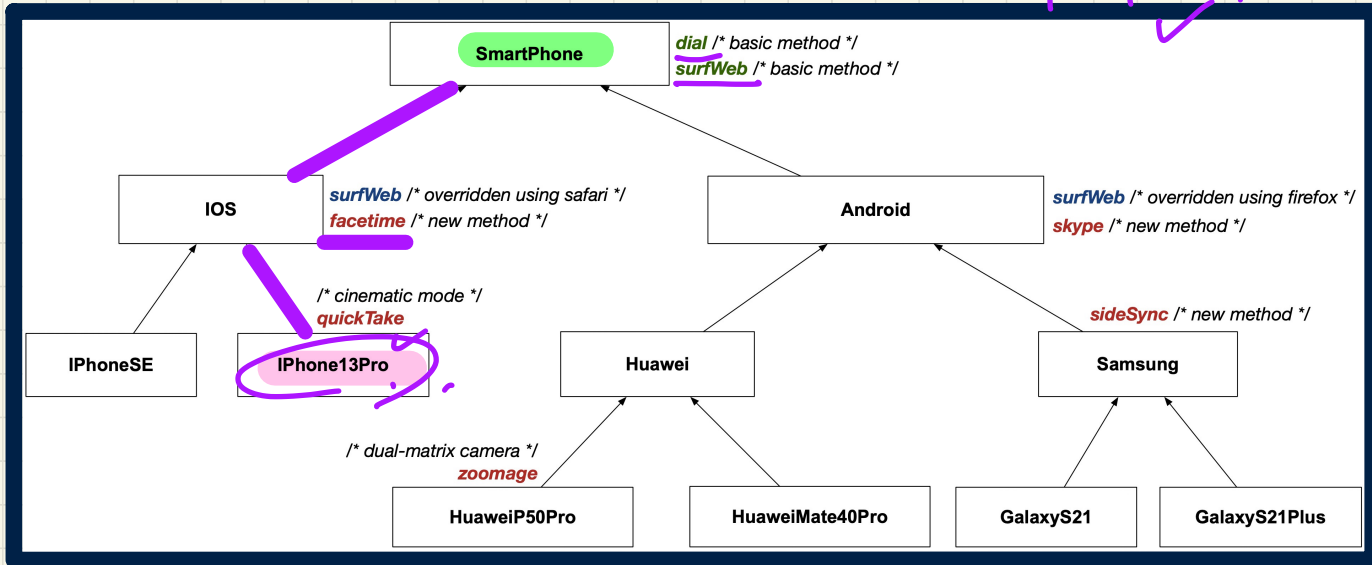 SmartPhone
dial /* basic method */
surfWeb /* basic method */
IOS
surfWeb /* overridden using safari */
facetime /* new method */
Android
surfWeb /* overridden using firefox */
skype /* new method */
/* cinematic mode */
quickTake
sideSync /* new method */
IPhoneSE
IPhone13Pro
Huawei
Samsung
/* dual-matrix camera */
zoomage
HuaweiP50Pro
HuaweiMate40Pro
GalaxyS21
GalaxyS21Plus